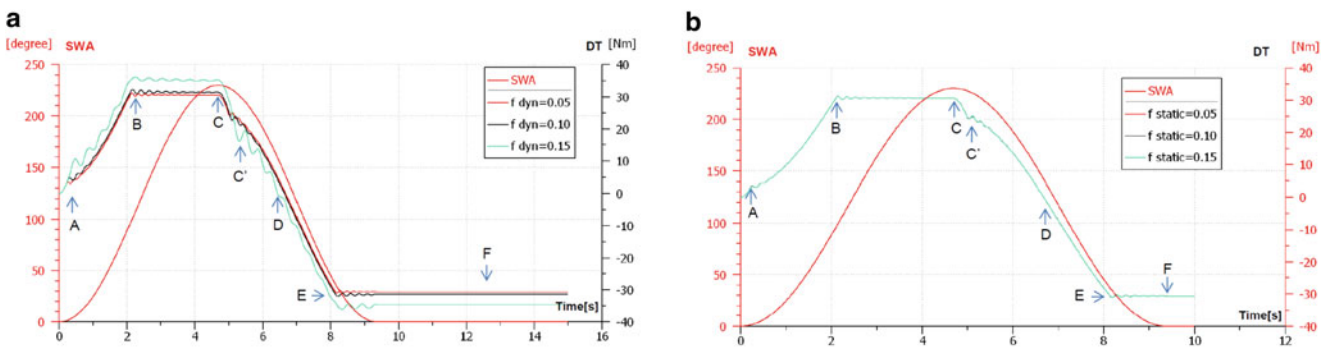 a
[degree] SWA DT [Nm]
250 40
30
200
20
150 10
0
100
-10
50 -20
-30
0 -40
SWA
f dyn=0.05
f dyn=0.10
f dyn=0.15
A
B
C
C'
D
E
F
Time[s]
0 2 4 6 8 10 12 14 16
b
[degree] SWA DT [Nm]
250 40
30
200
20
150 10
0
100
-10
50 -20
-30
0 -40
SWA
f static=0.05
f static=0.10
f static=0.15
A
B
C
C'
D
E
F
Time[s]
0 2 4 6 8 10 12